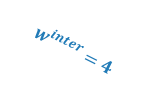 w^inter = 4